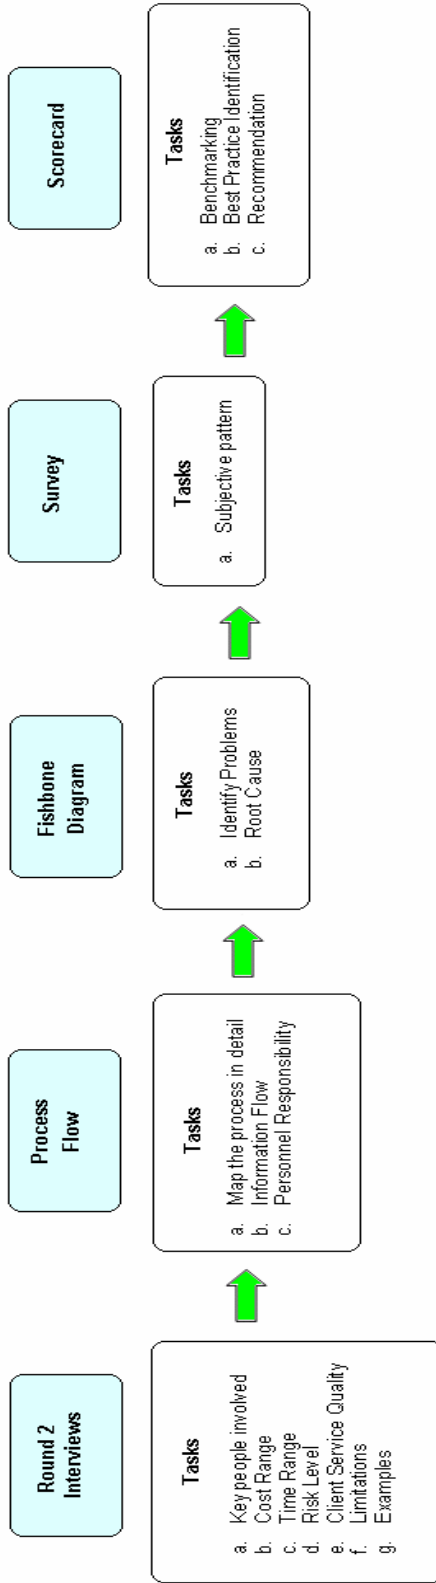 Round 2
Interviews
Tasks
a. Key people involved
b. Cost Range
c. Time Range
d. Risk Level
e. Client Service Quality
f. Limitations
g. Examples
Process
Flow
Tasks
a. Map the process in detail
b. Information Flow
c. Personnel Responsibility
Fishbone
Diagram
Tasks
a. Identify Problems
b. Root Cause
Survey
Tasks
a. Subjective pattern
Scorecard
Tasks
a. Benchmarking
b. Best Practice Identification
c. Recommendation